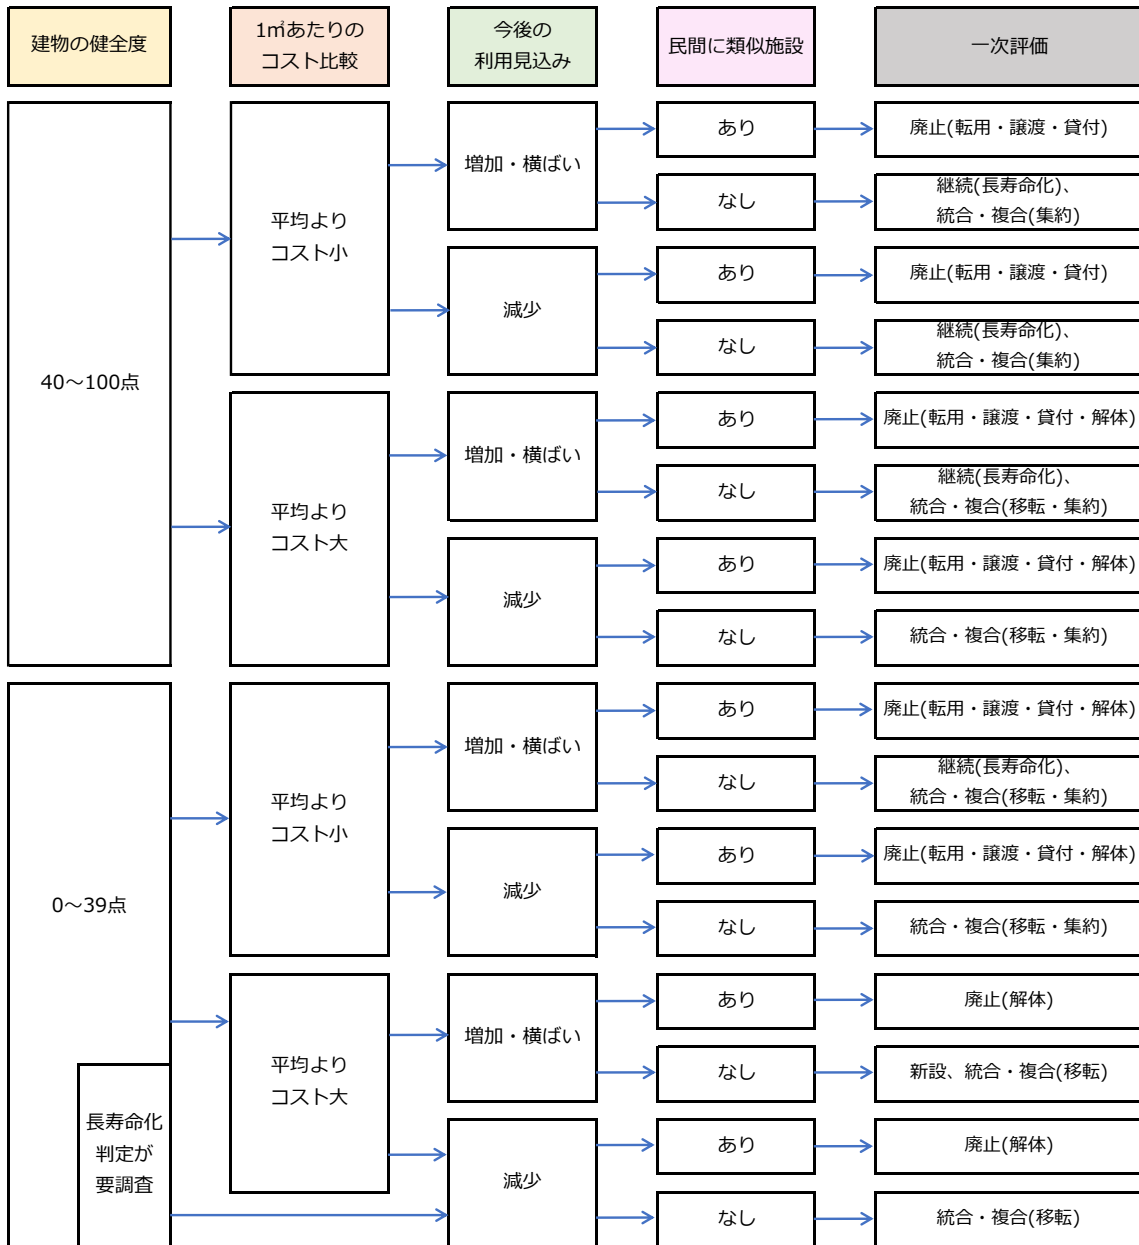 建物の健全度
1㎡あたりの
コスト比較
今後の
利用見込み
民間に類似施設
一次評価
40～100点
平均より
コスト小
増加・横ばい
あり
廃止(転用・譲渡・貸付)
なし
継続(長寿命化)、
統合・複合(集約)
減少
あり
廃止(転用・譲渡・貸付)
なし
継続(長寿命化)、
統合・複合(集約)
平均より
コスト大
増加・横ばい
あり
廃止(転用・譲渡・貸付・解体)
なし
継続(長寿命化)、
統合・複合(移転・集約)
減少
あり
廃止(転用・譲渡・貸付・解体)
なし
統合・複合(移転・集約)
0～39点
平均より
コスト小
増加・横ばい
あり
廃止(転用・譲渡・貸付・解体)
なし
継続(長寿命化)、
統合・複合(移転・集約)
減少
あり
廃止(転用・譲渡・貸付・解体)
なし
統合・複合(移転・集約)
平均より
コスト大
増加・横ばい
あり
廃止(解体)
なし
新設、統合・複合(移転)
長寿命化
判定が
要調査
減少
あり
廃止(解体)
なし
統合・複合(移転)